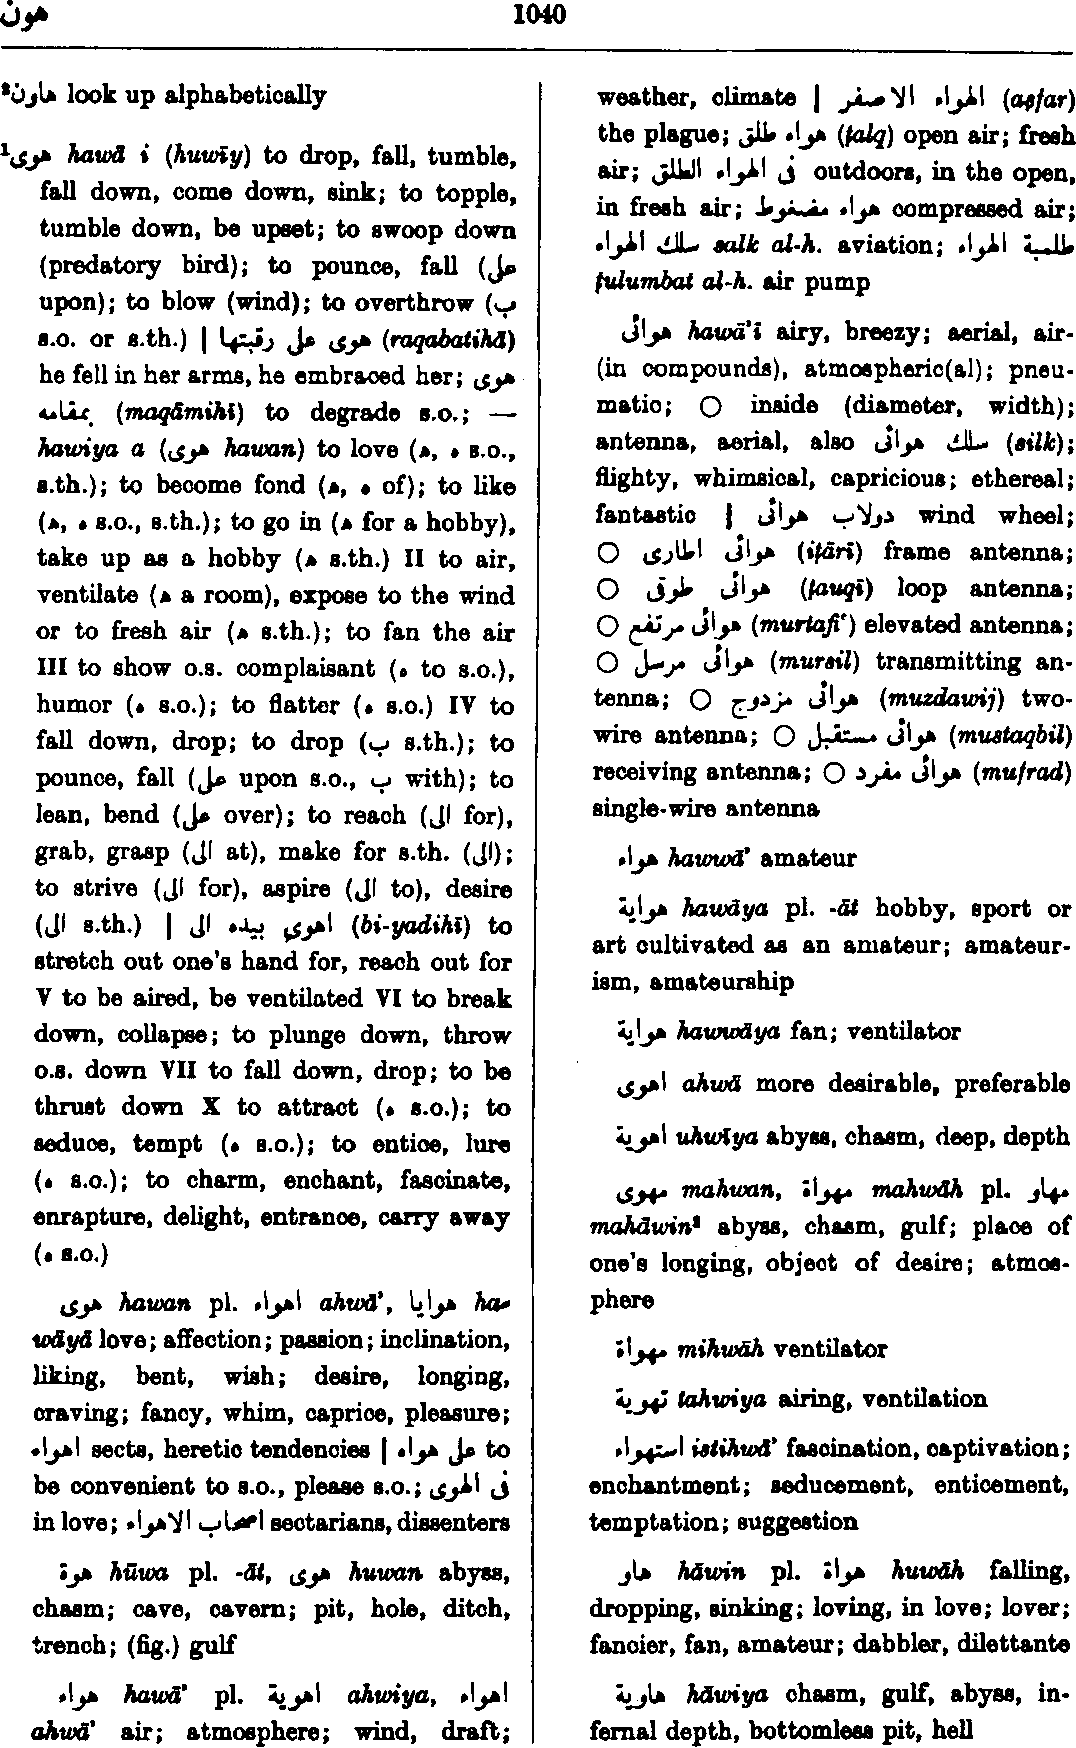 هون
1040
²هاون look up alphabetically
¹هوى hawā i (huwīy) to drop, fall, tumble,
fall down, come down, sink; to topple,
tumble down, be upset; to swoop down
(predatory bird); to pounce, fall (على
upon); to blow (wind); to overthrow (ب
s.o. or s.th.) | هوى على رقبتها (raqabatihā)
he fell in her arms, he embraced her; هوى
بمقامه (maqāmihī) to degrade s.o.; —
hawiya a (هوى hawan) to love (ه, ه s.o.,
s.th.); to become fond (ه, ه of); to like
(ه, ه s.o., s.th.); to go in (ه for a hobby),
take up as a hobby (ه s.th.) II to air,
ventilate (ه a room), expose to the wind
or to fresh air (ه s.th.); to fan the air
III to show o.s. complaisant (ه to s.o.),
humor (ه s.o.); to flatter (ه s.o.) IV to
fall down, drop; to drop (ب s.th.); to
pounce, fall (على upon s.o., ب with); to
lean, bend (على over); to reach (الى for),
grab, grasp (الى at), make for s.th. (الى);
to strive (الى for), aspire (الى to), desire
(الى s.th.) | اهوى بيده الى (bi-yadihī) to
stretch out one's hand for, reach out for
V to be aired, be ventilated VI to break
down, collapse; to plunge down, throw
o.s. down VII to fall down, drop; to be
thrust down X to attract (ه s.o.); to
seduce, tempt (ه s.o.); to entice, lure
(ه s.o.); to charm, enchant, fascinate,
enrapture, delight, entrance, carry away
(ه s.o.)
هوى hawan pl. اهواء ahwā', هوايا ha-
wāyā love; affection; passion; inclination,
liking, bent, wish; desire, longing,
craving; fancy, whim, caprice, pleasure;
اهواء sects, heretic tendencies | على هواه to
be convenient to s.o., please s.o.; فى الهوى
in love; اصحاب الاهواء sectarians, dissenters
هوة hūwa pl. -āt, هوى huwan abyss,
chasm; cave, cavern; pit, hole, ditch,
trench; (fig.) gulf
هواء hawā' pl. اهوية ahwiya, اهواء
ahwā' air; atmosphere; wind, draft;
weather, climate | الهواء الاصفر (aṣfar)
the plague; هواء طلق (ṭalq) open air; fresh
air; فى الهواء الطلق outdoors, in the open,
in fresh air; هواء مضغوط compressed air;
سلك الهواء salk al-h. aviation; طلمبة الهواء
ṭulumbat al-h. air pump
هوائى hawā'ī airy, breezy; aerial, air-
(in compounds), atmospheric(al); pneu-
matic; ○ inside (diameter, width);
antenna, aerial, also سلك هوائى (silk);
flighty, whimsical, capricious; ethereal;
fantastic | دولاب هوائى wind wheel;
○ هوائى اطارى (iṭārī) frame antenna;
○ هوائى طوقى (ṭauqī) loop antenna;
○ هوائى مرتفع (murtafi‘) elevated antenna;
○ هوائى مرسل (mursil) transmitting an-
tenna; ○ هوائى مزدوج (muzdawij) two-
wire antenna; ○ هوائى مستقبل (mustaqbil)
receiving antenna; ○ هوائى مفرد (mufrad)
single-wire antenna
هواء hawwā' amateur
هواية hawāya pl. -āt hobby, sport or
art cultivated as an amateur; amateur-
ism, amateurship
هواية hawwāya fan; ventilator
اهوى ahwā more desirable, preferable
اهوية uhwīya abyss, chasm, deep, depth
مهوى mahwan, مهواة mahwāh pl. مهاو
mahāwin² abyss, chasm, gulf; place of
one's longing, object of desire; atmos-
phere
مهواة mihwāh ventilator
تهوية tahwiya airing, ventilation
استهواء istihwā' fascination, captivation;
enchantment; seducement, enticement,
temptation; suggestion
هاو hāwin pl. هواة huwāh falling,
dropping, sinking; loving, in love; lover;
fancier, fan, amateur; dabbler, dilettante
هاوية hāwiya chasm, gulf, abyss, in-
fernal depth, bottomless pit, hell